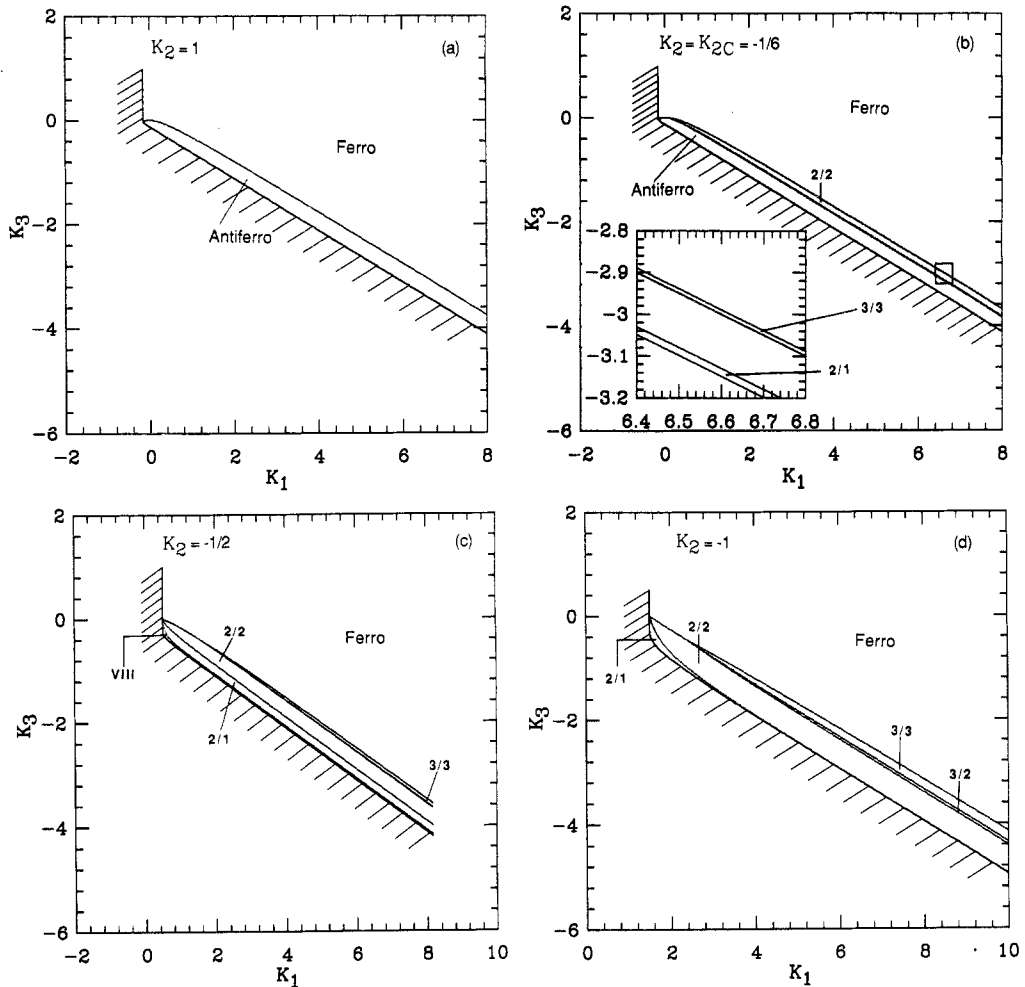 K2 = 1
(a)
Ferro
Antiferro
2
0
−2
−4
−6
K3
−2
0
2
4
6
8
K1
K2 = K2C = −1/6
(b)
Ferro
Antiferro
2/2
2
0
−2
−4
−6
K3
−2.8
−2.9
−3
−3.1
−3.2
3/3
2/1
6.4
6.5
6.6
6.7
6.8
−2
0
2
4
6
8
K1
K2 = −1/2
(c)
Ferro
2/2
VIII
2/1
3/3
2
0
−2
−4
−6
K3
−2
0
2
4
6
8
10
K1
K2 = −1
(d)
Ferro
2/2
2/1
3/3
3/2
2
0
−2
−4
−6
K3
0
2
4
6
8
10
K1